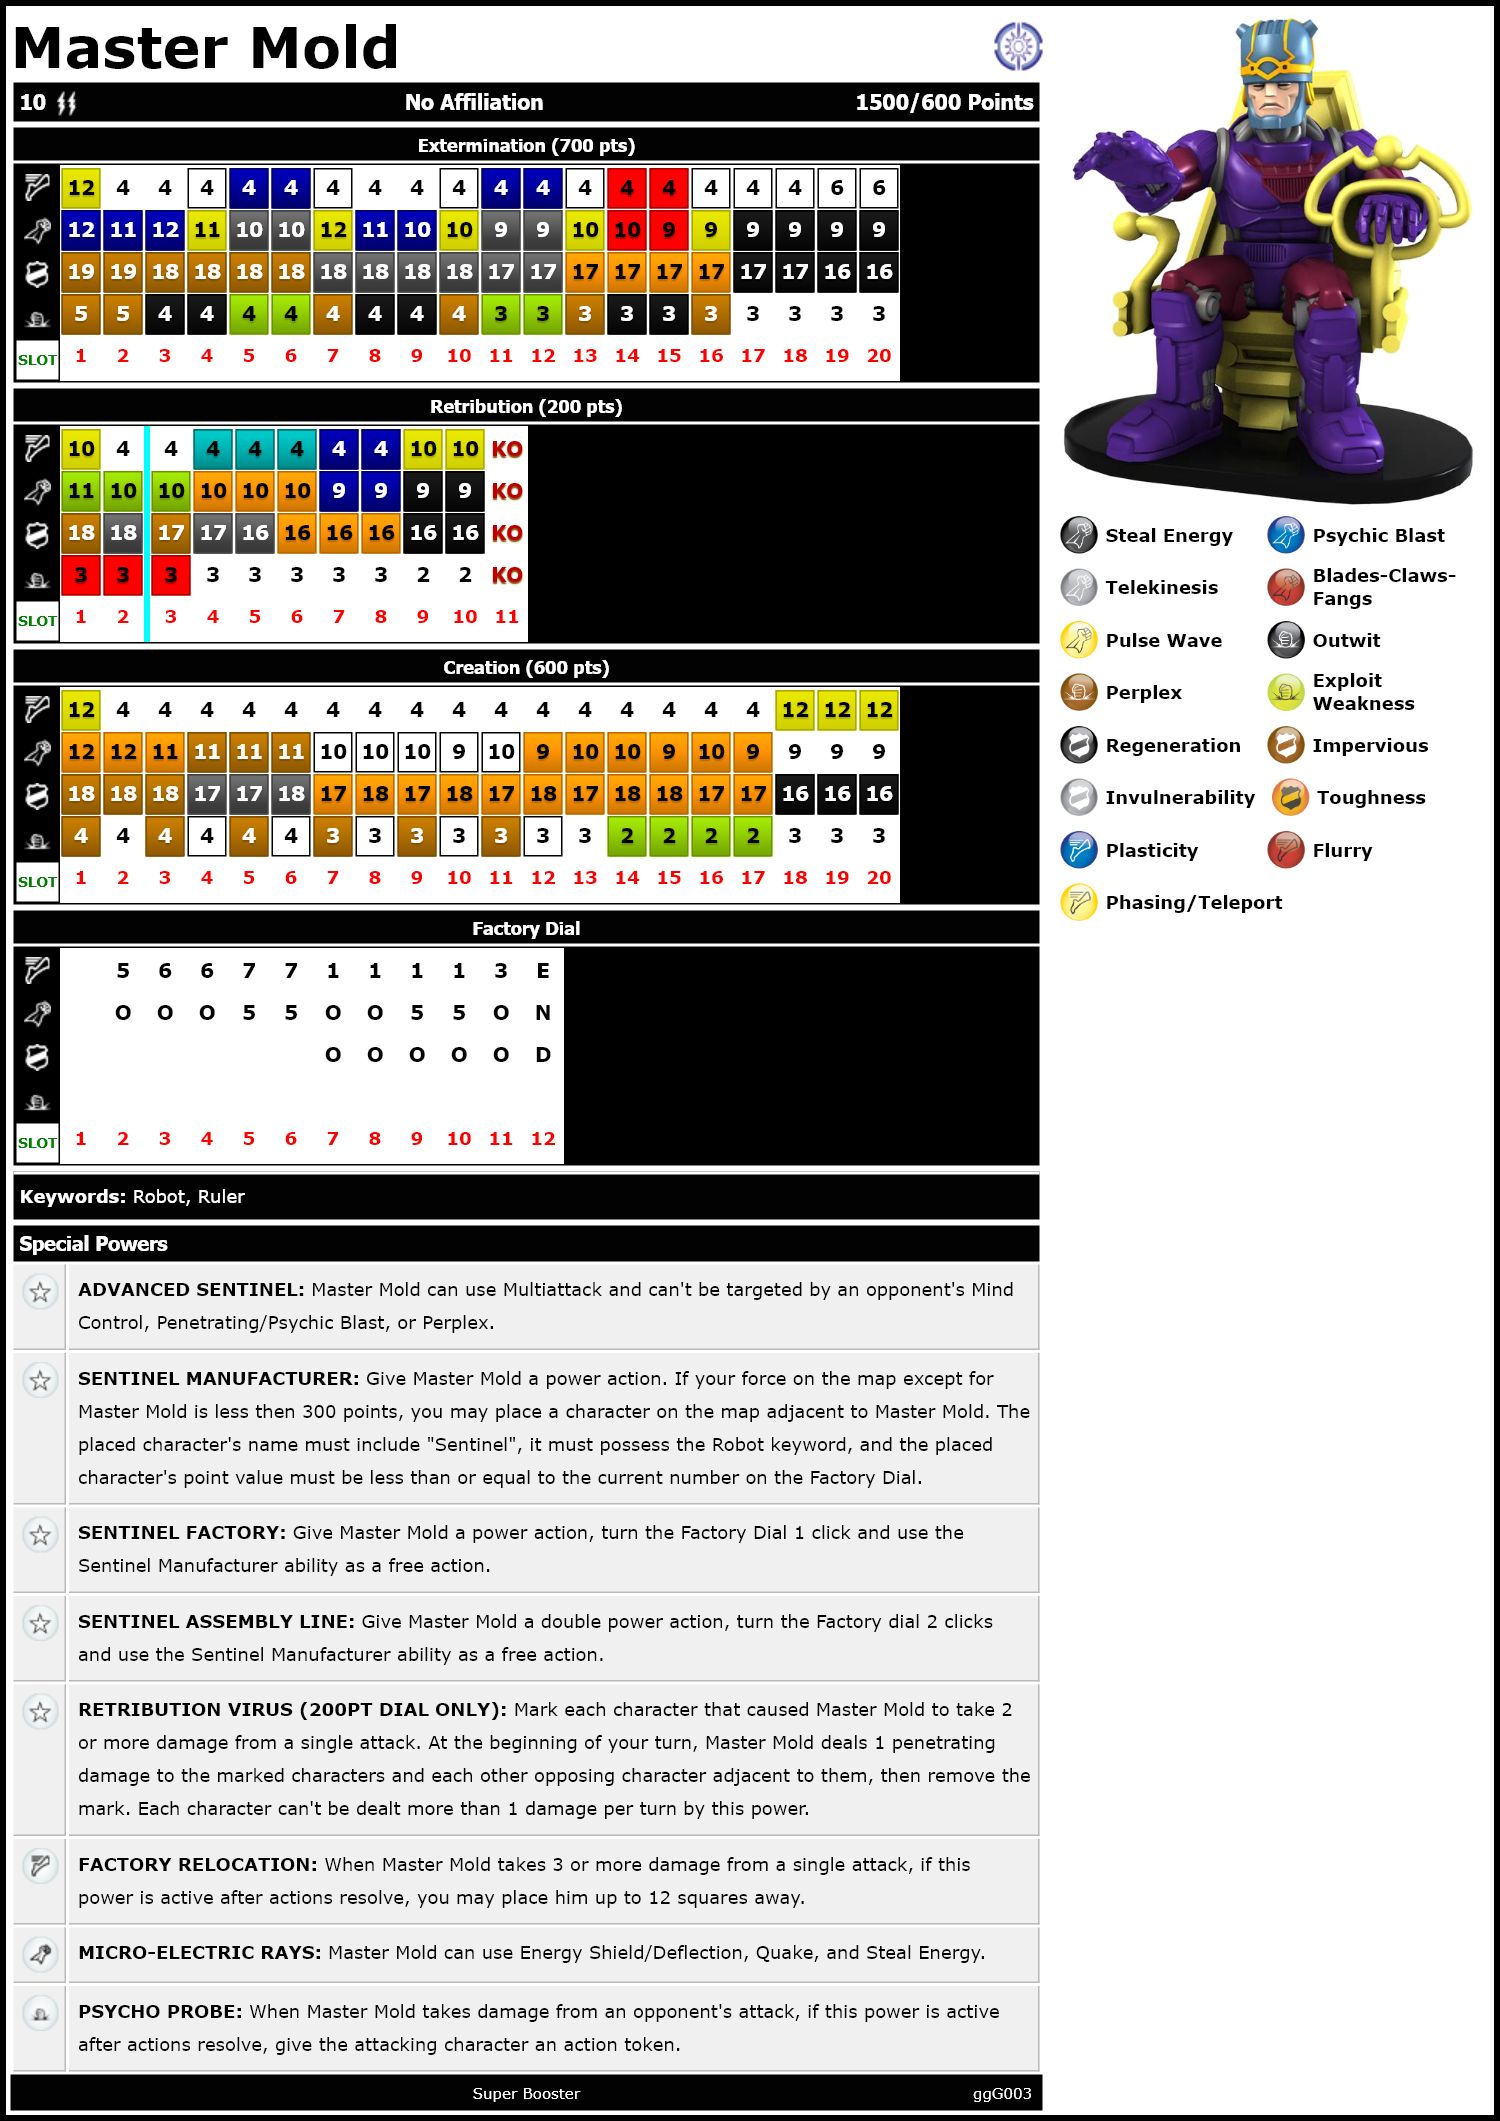 Master Mold
10 No Affiliation 1500/600 Points
Extermination (700 pts)
12 4 4 4 4 4 4 4 4 4 4 4 4 4 4 4 4 4 6 6
12 11 12 11 10 10 12 11 10 10 9 9 10 10 9 9 9 9 9 9
19 19 18 18 18 18 18 18 18 18 17 17 17 17 17 17 17 17 16 16
5 5 4 4 4 4 4 4 4 4 3 3 3 3 3 3 3 3 3 3
SLOT 1 2 3 4 5 6 7 8 9 10 11 12 13 14 15 16 17 18 19 20
Retribution (200 pts)
10 4 4 4 4 4 4 4 10 10 KO
11 10 10 10 10 10 9 9 9 9 KO
18 18 17 17 16 16 16 16 16 16 KO
3 3 3 3 3 3 3 3 2 2 KO
SLOT 1 2 3 4 5 6 7 8 9 10 11
Creation (600 pts)
12 4 4 4 4 4 4 4 4 4 4 4 4 4 4 4 4 12 12 12
12 12 11 11 11 11 10 10 10 9 10 9 10 10 9 10 9 9 9 9
18 18 18 17 17 18 17 18 17 18 17 18 17 18 18 17 17 16 16 16
4 4 4 4 4 4 3 3 3 3 3 3 3 2 2 2 2 3 3 3
SLOT 1 2 3 4 5 6 7 8 9 10 11 12 13 14 15 16 17 18 19 20
Factory Dial
5 6 6 7 7 1 1 1 1 3 E
O O O 5 5 O O 5 5 O N
O O O O O D
SLOT 1 2 3 4 5 6 7 8 9 10 11 12
Keywords: Robot, Ruler
Special Powers
ADVANCED SENTINEL: Master Mold can use Multiattack and can't be targeted by an opponent's Mind
Control, Penetrating/Psychic Blast, or Perplex.
SENTINEL MANUFACTURER: Give Master Mold a power action. If your force on the map except for
Master Mold is less then 300 points, you may place a character on the map adjacent to Master Mold. The
placed character's name must include "Sentinel", it must possess the Robot keyword, and the placed
character's point value must be less than or equal to the current number on the Factory Dial.
SENTINEL FACTORY: Give Master Mold a power action, turn the Factory Dial 1 click and use the
Sentinel Manufacturer ability as a free action.
SENTINEL ASSEMBLY LINE: Give Master Mold a double power action, turn the Factory dial 2 clicks
and use the Sentinel Manufacturer ability as a free action.
RETRIBUTION VIRUS (200PT DIAL ONLY): Mark each character that caused Master Mold to take 2
or more damage from a single attack. At the beginning of your turn, Master Mold deals 1 penetrating
damage to the marked characters and each other opposing character adjacent to them, then remove the
mark. Each character can't be dealt more than 1 damage per turn by this power.
FACTORY RELOCATION: When Master Mold takes 3 or more damage from a single attack, if this
power is active after actions resolve, you may place him up to 12 squares away.
MICRO-ELECTRIC RAYS: Master Mold can use Energy Shield/Deflection, Quake, and Steal Energy.
PSYCHO PROBE: When Master Mold takes damage from an opponent's attack, if this power is active
after actions resolve, give the attacking character an action token.
Super Booster ggG003
Steal Energy Psychic Blast
Telekinesis Blades-Claws-
Fangs
Pulse Wave Outwit
Perplex Exploit
Weakness
Regeneration Impervious
Invulnerability Toughness
Plasticity Flurry
Phasing/Teleport